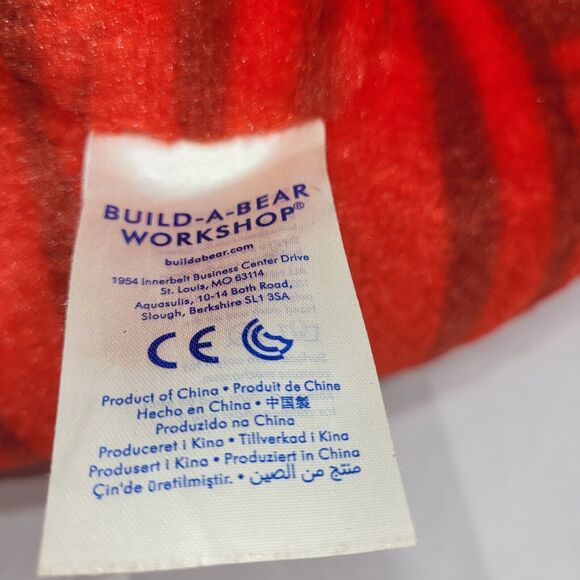 BUILD-A-BEAR
WORKSHOP®
buildabear.com
1954 Innerbelt Business Center Drive
St. Louis, MO 63114
Aquasulis, 10-14 Bath Road,
Slough, Berkshire SL1 3SA
CE
Product of China • Produit de Chine
Hecho en China • 中国製
Produzido na China
Produceret i Kina • Tillverkad i Kina
Produsert i Kina • Produziert in China
Çin'de üretilmiştir. • منتج من الصين